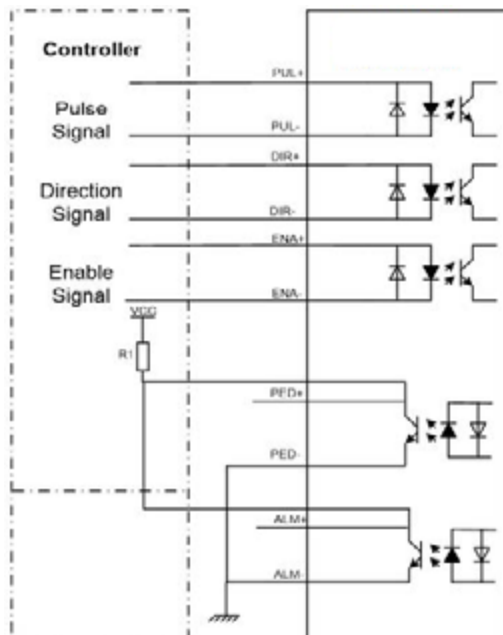 Controller
PUL+
Pulse
Signal
PUL-
DIR+
Direction
Signal
DIR-
ENA+
Enable
Signal
ENA-
VCC
R1
PED+
PED-
ALM+
ALM-